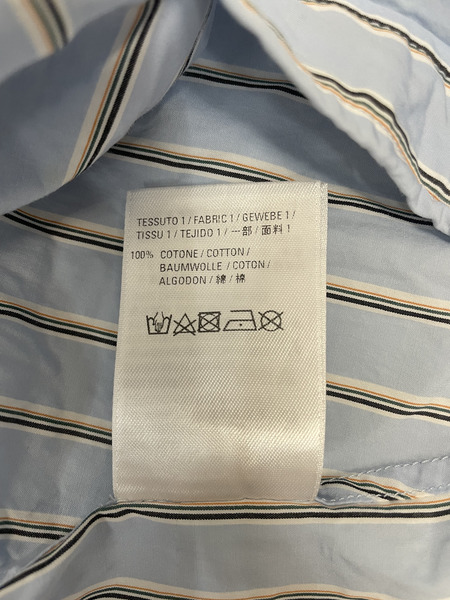 TESSUTO 1 / FABRIC 1 / GEWEBE 1 /
TISSU 1 / TEJIDO 1 / 一部 / 面料 !
100% COTONE / COTTON /
BAUMWOLLE / COTON /
ALGODON / 綿 / 棉